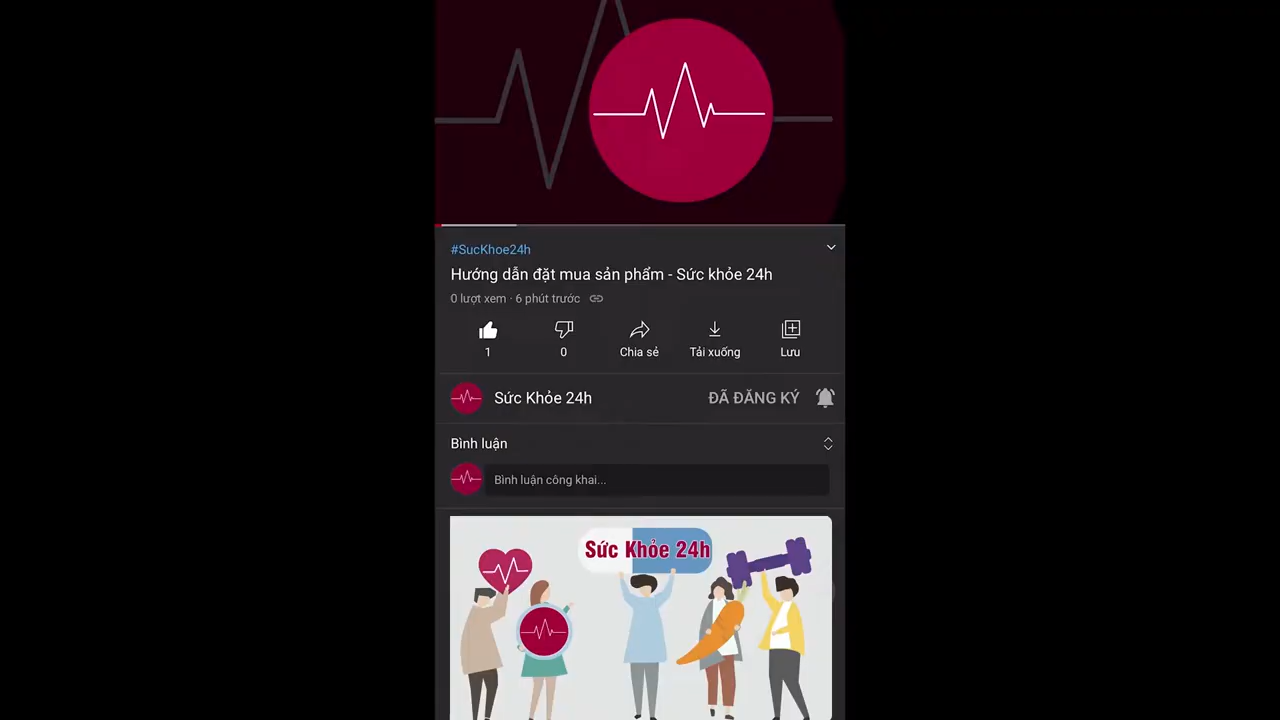 #SucKhoe24h
Hướng dẫn đặt mua sản phẩm - Sức khỏe 24h
0 lượt xem · 6 phút trước
1
0
Chia sẻ
Tải xuống
Lưu
Sức Khỏe 24h
ĐÃ ĐĂNG KÝ
Bình luận
Bình luận công khai...
Sức Khỏe 24h